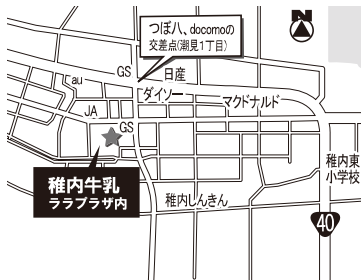 つぼ八、docomoの
交差点(潮見1丁目)
N
au
GS
日産
ダイソー
マクドナルド
JA
GS
稚内牛乳
ララプラザ内
稚内しんきん
稚内東
小学校
40